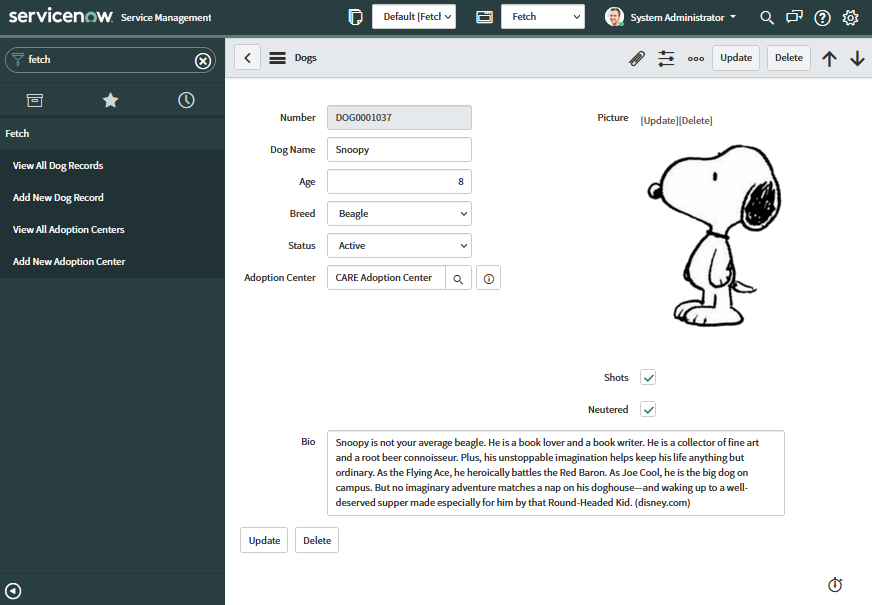 servicenow Service Management
Default [Fetcl
Fetch
System Administrator
fetch
Fetch
View All Dog Records
Add New Dog Record
View All Adoption Centers
Add New Adoption Center
Dogs
Update
Delete
Number
DOG0001037
Dog Name
Snoopy
Age
8
Breed
Beagle
Status
Active
Adoption Center
CARE Adoption Center
Picture
[Update][Delete]
Shots
Neutered
Bio
Snoopy is not your average beagle. He is a book lover and a book writer. He is a collector of fine art
and a root beer connoisseur. Plus, his unstoppable imagination helps keep his life anything but
ordinary. As the Flying Ace, he heroically battles the Red Baron. As Joe Cool, he is the big dog on
campus. But no imaginary adventure matches a nap on his doghouse—and waking up to a well-
deserved supper made especially for him by that Round-Headed Kid. (disney.com)
Update
Delete